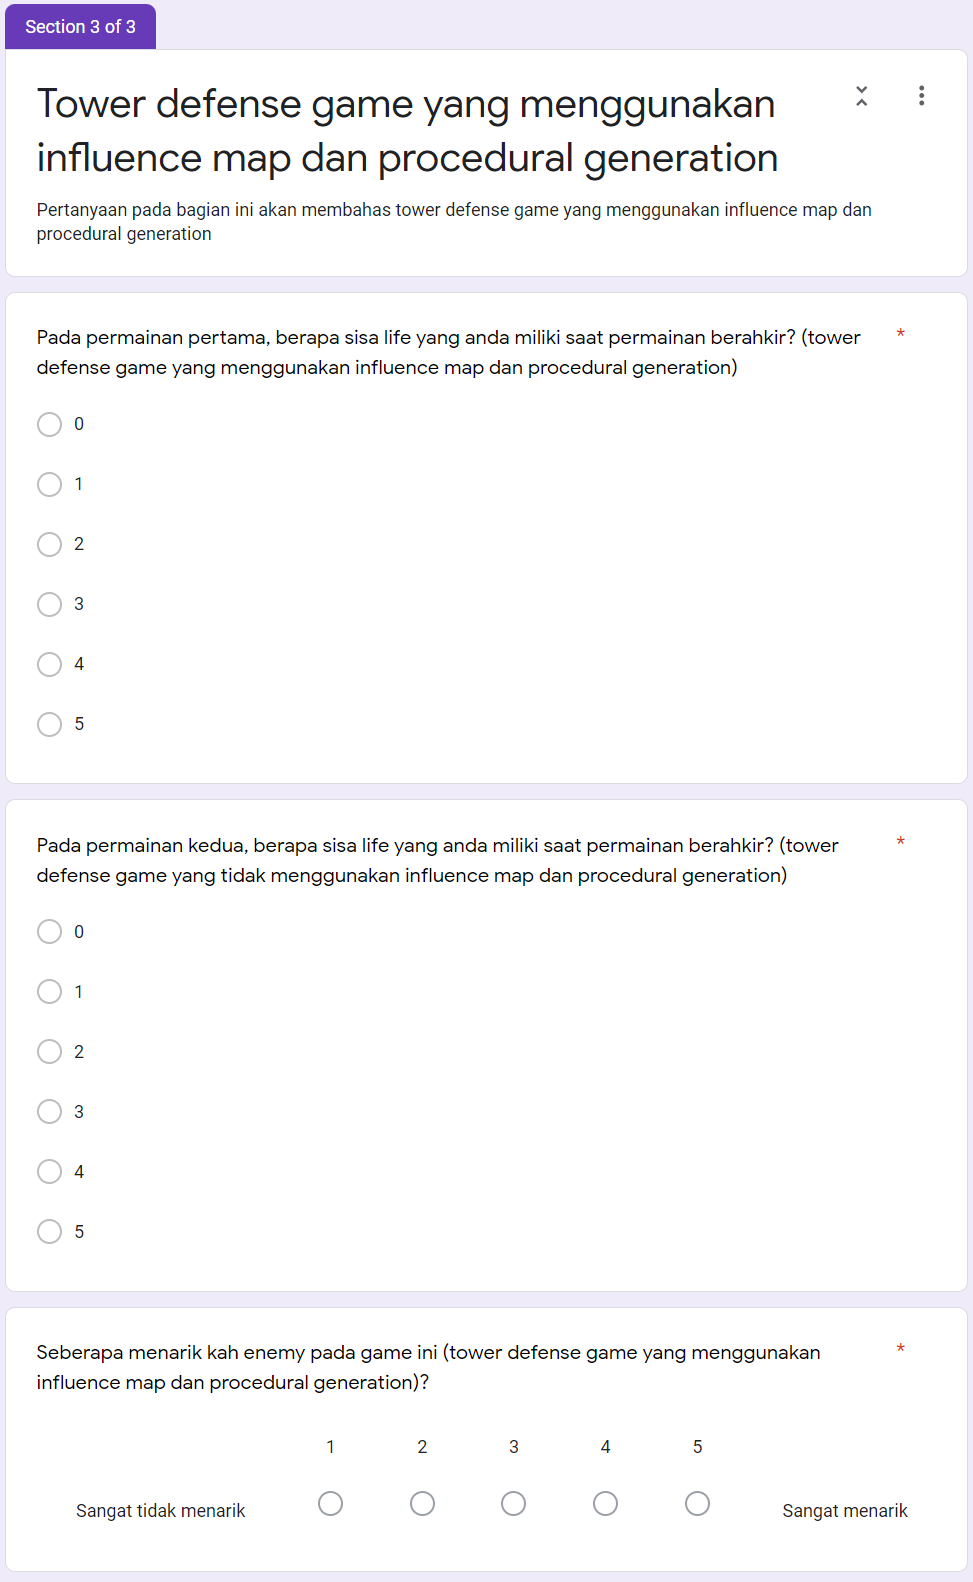 Section 3 of 3
Tower defense game yang menggunakan
influence map dan procedural generation
Pertanyaan pada bagian ini akan membahas tower defense game yang menggunakan influence map dan
procedural generation
Pada permainan pertama, berapa sisa life yang anda miliki saat permainan berahkir? (tower *
defense game yang menggunakan influence map dan procedural generation)
0
1
2
3
4
5
Pada permainan kedua, berapa sisa life yang anda miliki saat permainan berahkir? (tower *
defense game yang tidak menggunakan influence map dan procedural generation)
0
1
2
3
4
5
Seberapa menarik kah enemy pada game ini (tower defense game yang menggunakan *
influence map dan procedural generation)?
1 2 3 4 5
Sangat tidak menarik Sangat menarik